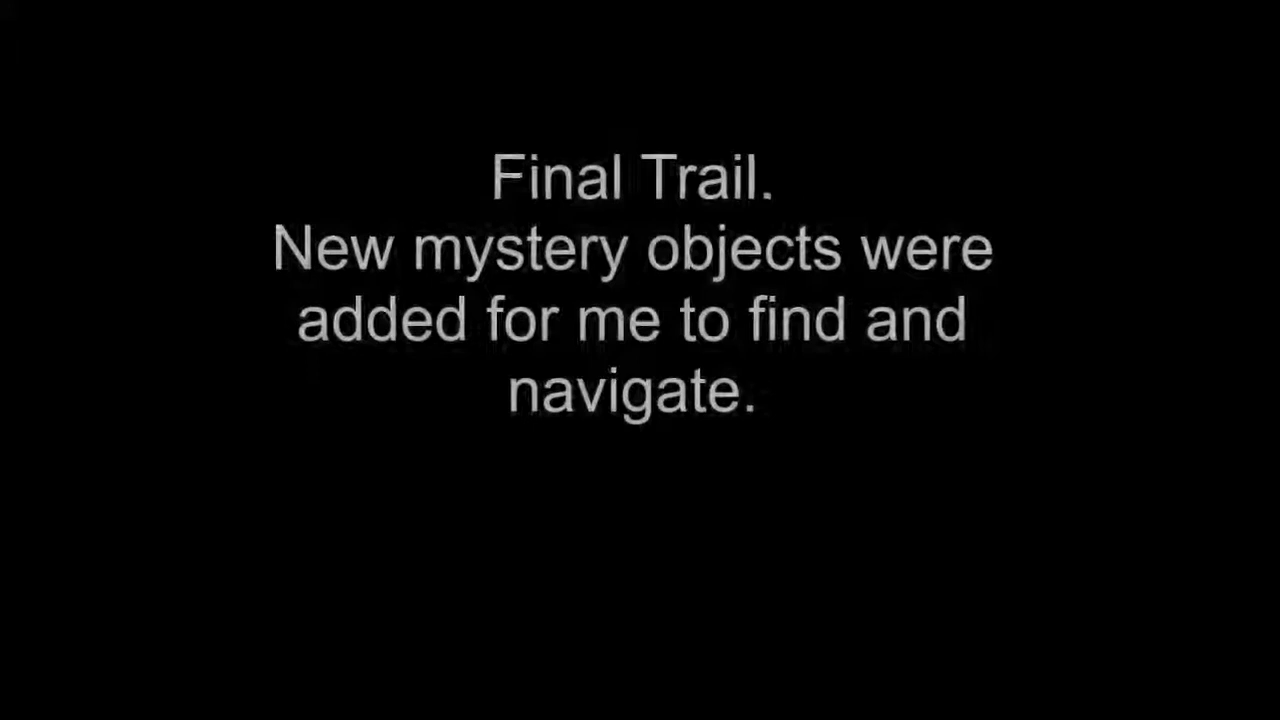 Final Trail.
New mystery objects were
added for me to find and
navigate.